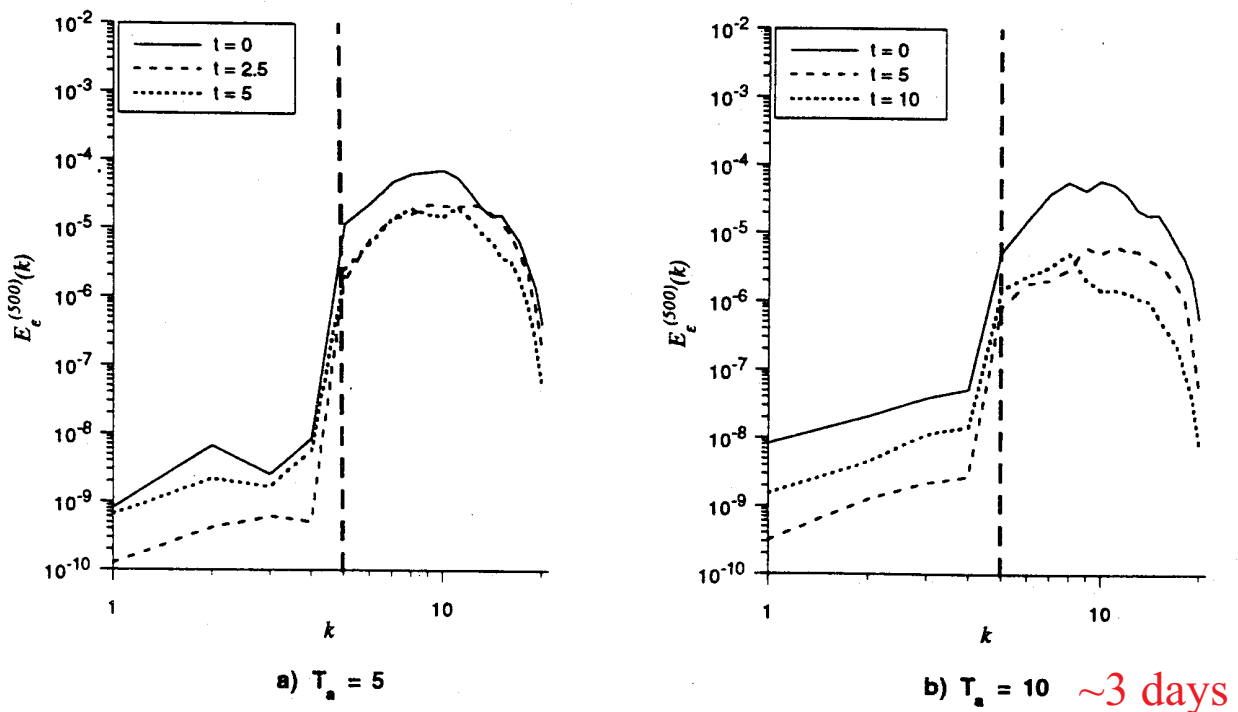 t = 0
t = 2.5
t = 5
10^-2
10^-3
10^-4
10^-5
10^-6
10^-7
10^-8
10^-9
10^-10
E_ε^(500)(k)
1
10
k
a) T_a = 5
t = 0
t = 5
t = 10
10^-2
10^-3
10^-4
10^-5
10^-6
10^-7
10^-8
10^-9
10^-10
E_ε^(500)(k)
1
10
k
b) T_a = 10 ~3 days